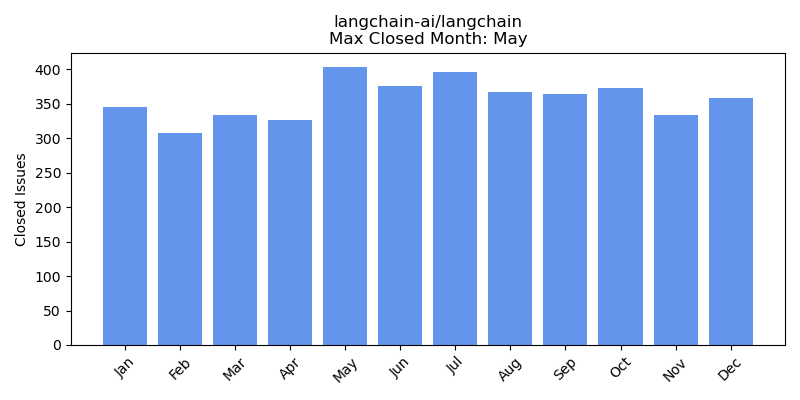 langchain-ai/langchain
Max Closed Month: May
Closed Issues
400
350
300
250
200
150
100
50
0
Jan
Feb
Mar
Apr
May
Jun
Jul
Aug
Sep
Oct
Nov
Dec